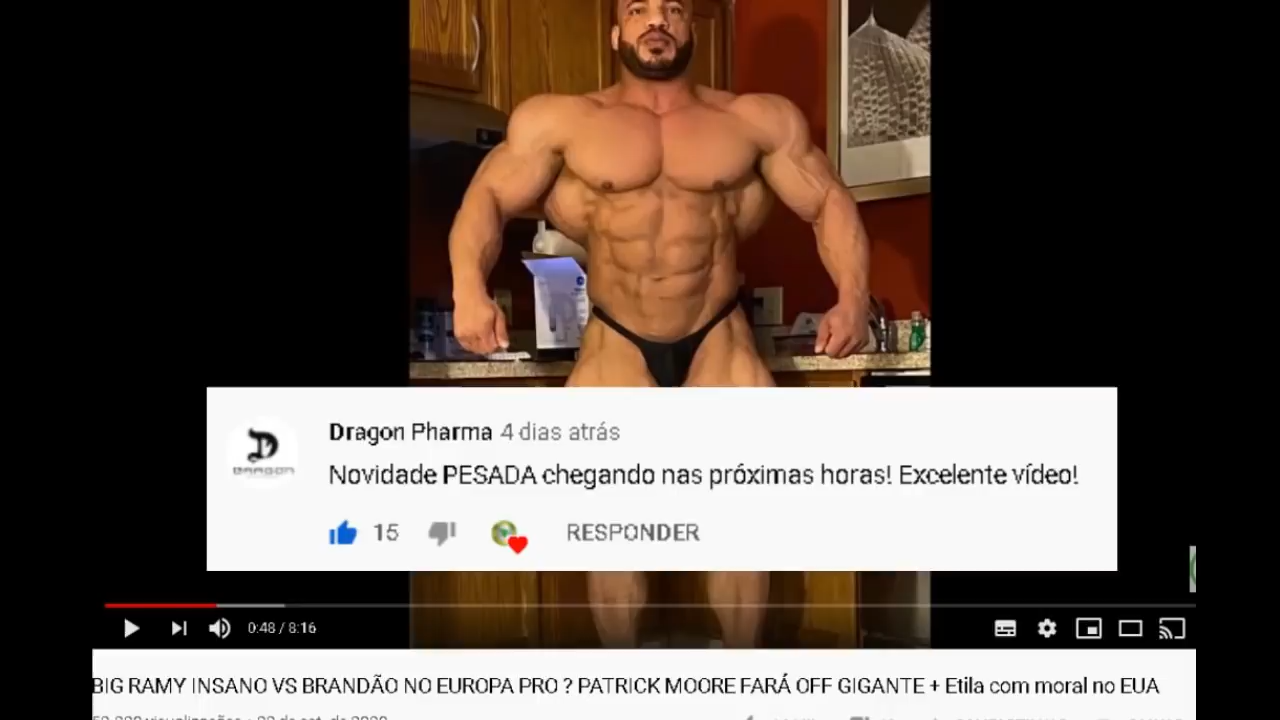 Dragon Pharma 4 dias atrás
DRAGON
Novidade PESADA chegando nas próximas horas! Excelente vídeo!
15
RESPONDER
0:48 / 8:16
BIG RAMY INSANO VS BRANDÃO NO EUROPA PRO ? PATRICK MOORE FARÁ OFF GIGANTE + Etila com moral no EUA